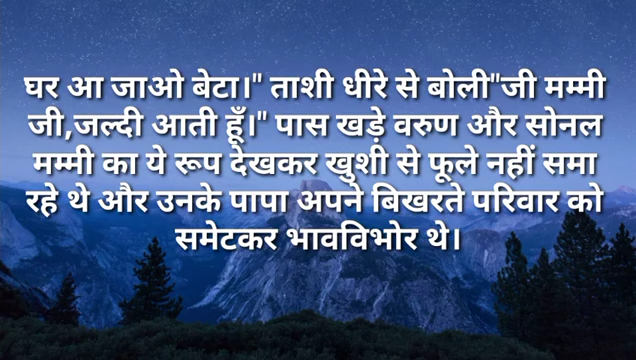 घर आ जाओ बेटा।" ताशी धीरे से बोली"जी मम्मी
जी,जल्दी आती हूँ।" पास खड़े वरुण और सोनल
मम्मी का ये रूप देखकर खुशी से फूले नहीं समा
रहे थे और उनके पापा अपने बिखरते परिवार को
समेटकर भावविभोर थे।